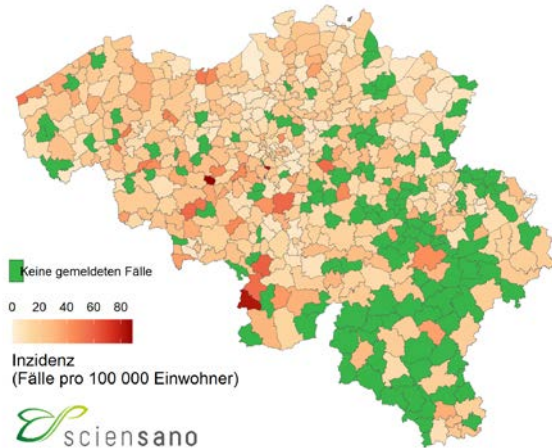 Keine gemeldeten Fälle
0 20 40 60 80
Inzidenz
(Fälle pro 100 000 Einwohner)
sciensano